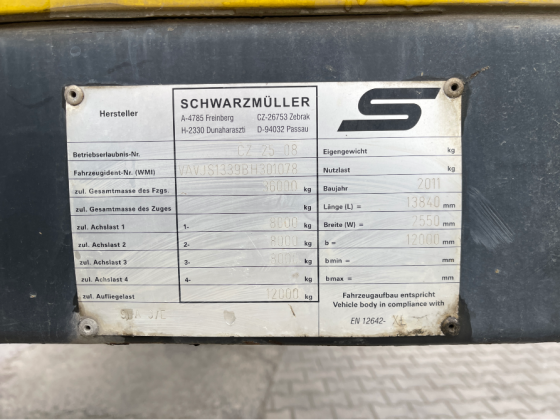 Hersteller
SCHWARZMÜLLER
A-4785 Freinberg CZ-26753 Zebrak
H-2330 Dunaharaszti D-94032 Passau
S
Betriebserlaubnis-Nr.
Fahrzeugident-Nr. (WMI)
zul. Gesamtmasse des Fzgs. 36000 kg
zul. Gesamtmasse des Zuges kg
zul. Achslast 1 1- 8000 kg
zul. Achslast 2 2- 8000 kg
zul. Achslast 3 3- kg
zul. Achslast 4 4- kg
zul. Aufliegelast 12000 kg
Eigengewicht kg
Nutzlast kg
Baujahr 2011
Länge (L) = 13840 mm
Breite (W) = 2550 mm
b = 12000 mm
b min = mm
b max = mm
Fahrzeugaufbau entspricht
Vehicle body in compliance with
EN 12642- XL